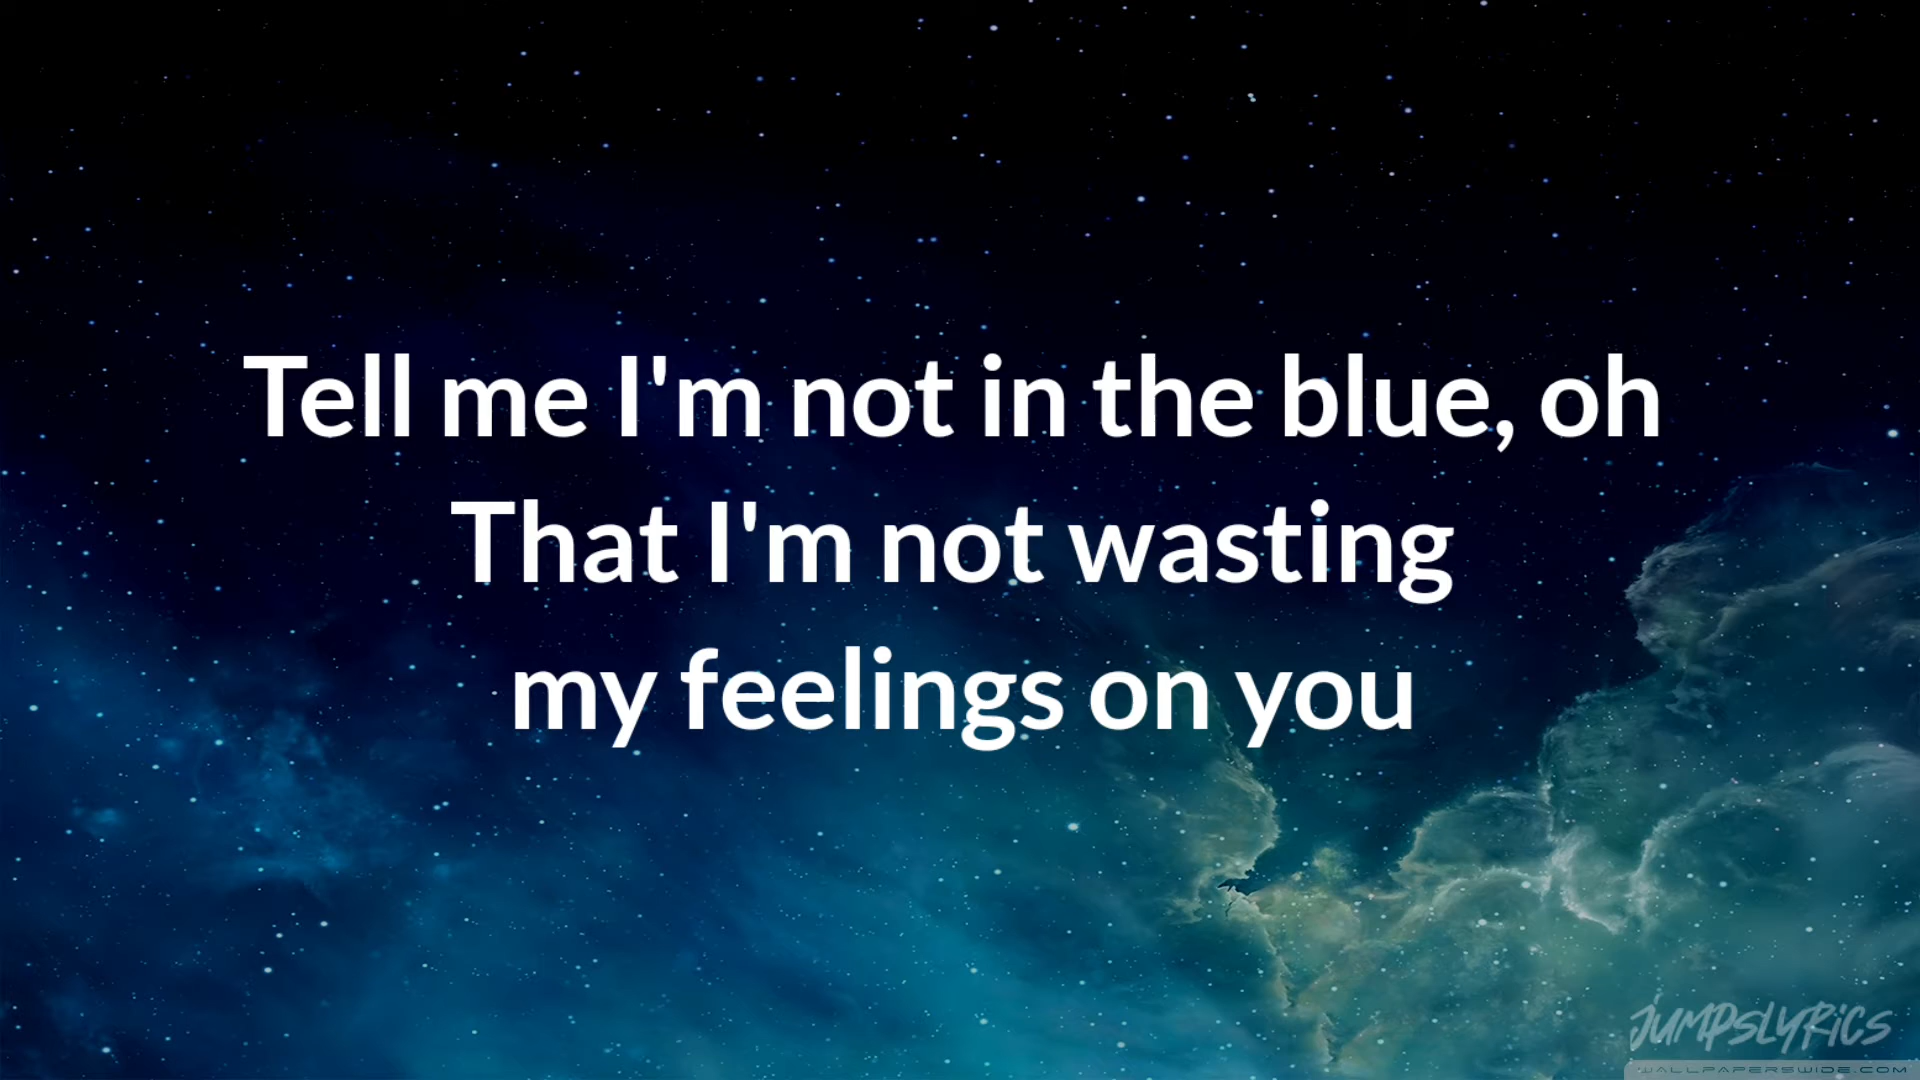 Tell me I'm not in the blue, oh
That I'm not wasting
my feelings on you
JUMPSLYRICS
WALLPAPERSWIDE.COM